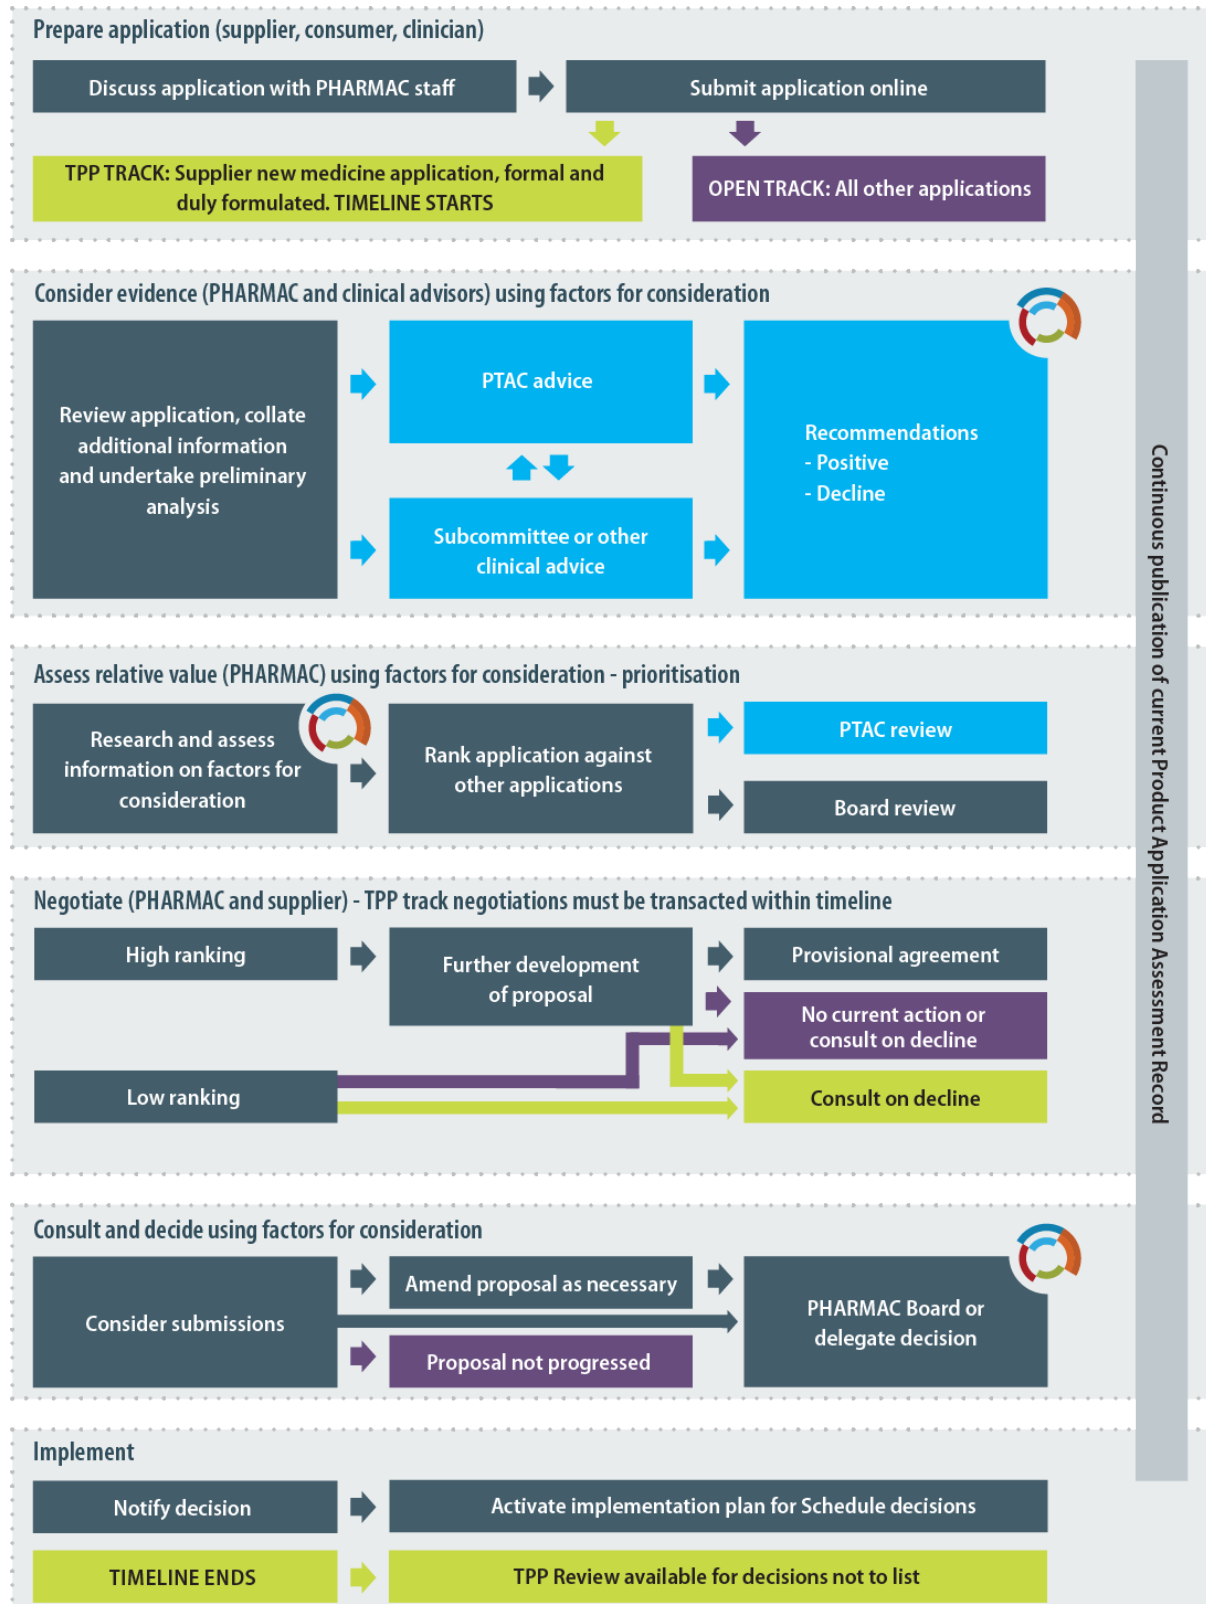 Prepare application (supplier, consumer, clinician)
Discuss application with PHARMAC staff
Submit application online
TPP TRACK: Supplier new medicine application, formal and
duly formulated. TIMELINE STARTS
OPEN TRACK: All other applications
Consider evidence (PHARMAC and clinical advisors) using factors for consideration
Review application, collate
additional information
and undertake preliminary
analysis
PTAC advice
Subcommittee or other
clinical advice
Recommendations
- Positive
- Decline
Assess relative value (PHARMAC) using factors for consideration - prioritisation
Research and assess
information on factors for
consideration
Rank application against
other applications
PTAC review
Board review
Negotiate (PHARMAC and supplier) - TPP track negotiations must be transacted within timeline
High ranking
Further development
of proposal
Provisional agreement
No current action or
consult on decline
Low ranking
Consult on decline
Consult and decide using factors for consideration
Consider submissions
Amend proposal as necessary
Proposal not progressed
PHARMAC Board or
delegate decision
Implement
Notify decision
Activate implementation plan for Schedule decisions
TIMELINE ENDS
TPP Review available for decisions not to list
Continuous publication of current Product Application Assessment Record